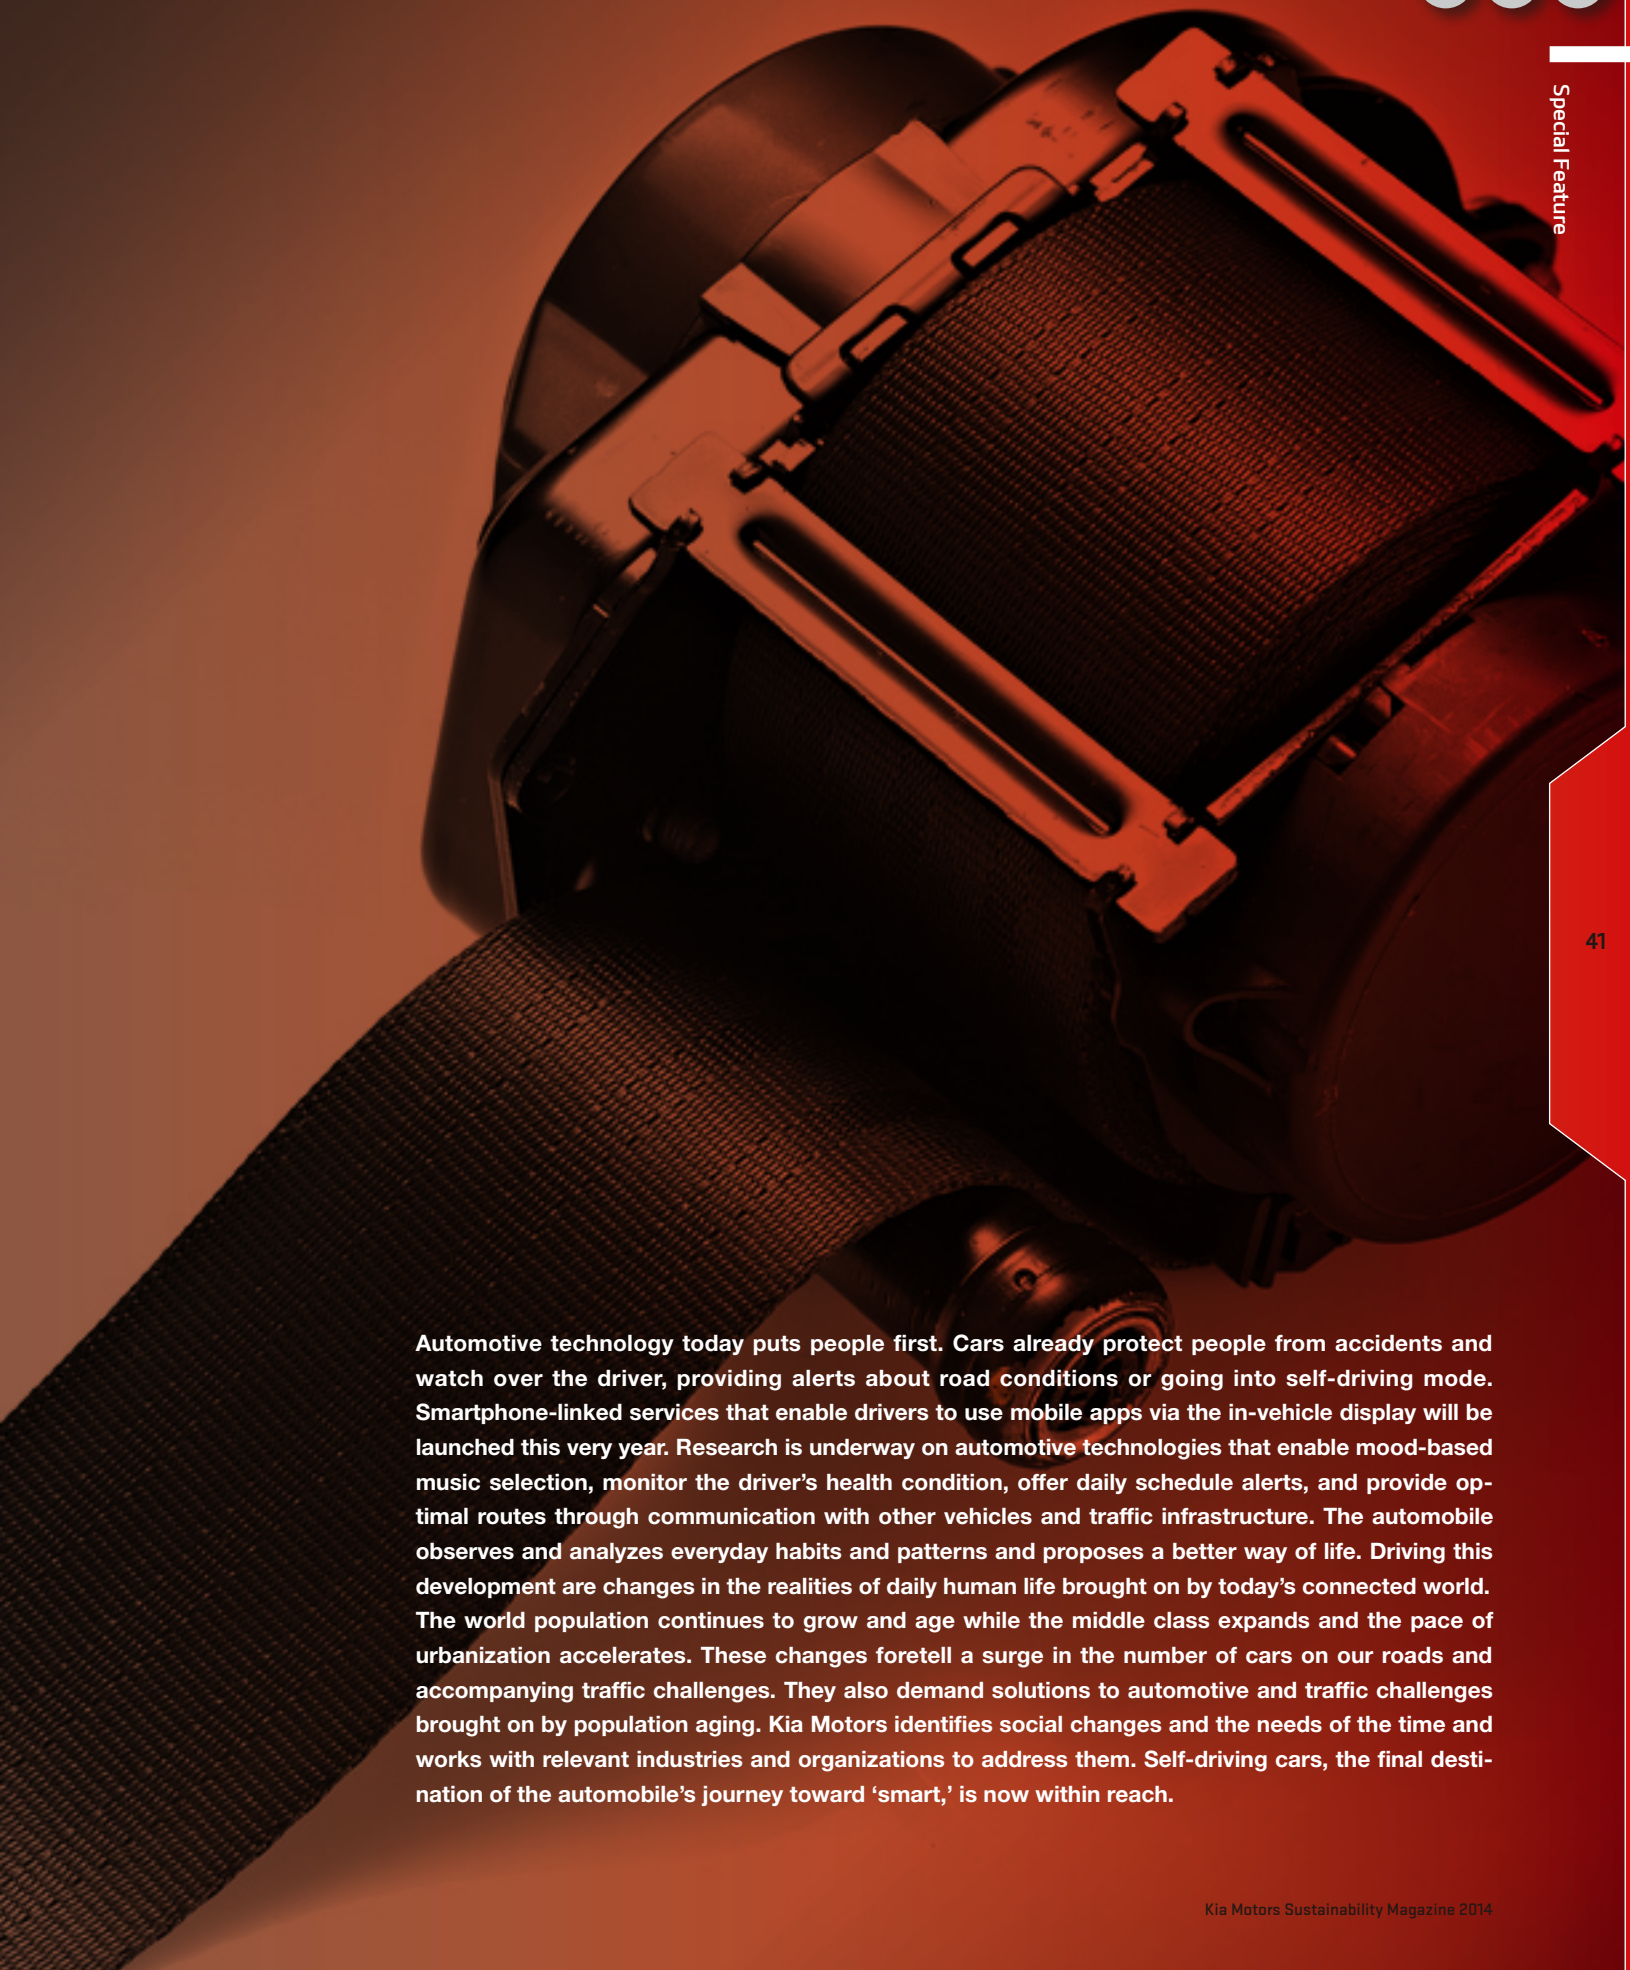 Special Feature
41
Automotive technology today puts people first. Cars already protect people from accidents and
watch over the driver, providing alerts about road conditions or going into self-driving mode.
Smartphone-linked services that enable drivers to use mobile apps via the in-vehicle display will be
launched this very year. Research is underway on automotive technologies that enable mood-based
music selection, monitor the driver’s health condition, offer daily schedule alerts, and provide op-
timal routes through communication with other vehicles and traffic infrastructure. The automobile
observes and analyzes everyday habits and patterns and proposes a better way of life. Driving this
development are changes in the realities of daily human life brought on by today’s connected world.
The world population continues to grow and age while the middle class expands and the pace of
urbanization accelerates. These changes foretell a surge in the number of cars on our roads and
accompanying traffic challenges. They also demand solutions to automotive and traffic challenges
brought on by population aging. Kia Motors identifies social changes and the needs of the time and
works with relevant industries and organizations to address them. Self-driving cars, the final desti-
nation of the automobile’s journey toward ‘smart,’ is now within reach.
Kia Motors Sustainability Magazine 2014